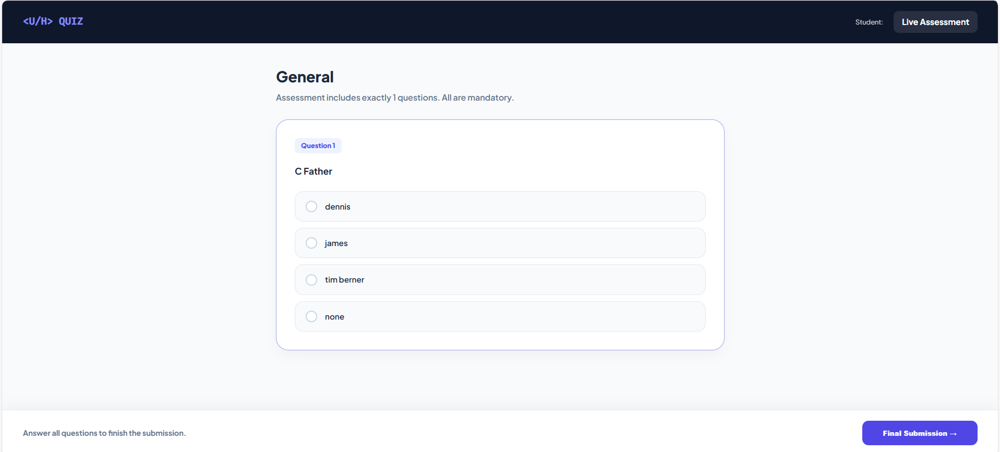 <U/H> QUIZ
Student:
Live Assessment
General
Assessment includes exactly 1 questions. All are mandatory.
Question 1
C Father
dennis
james
tim berner
none
Answer all questions to finish the submission.
Final Submission →